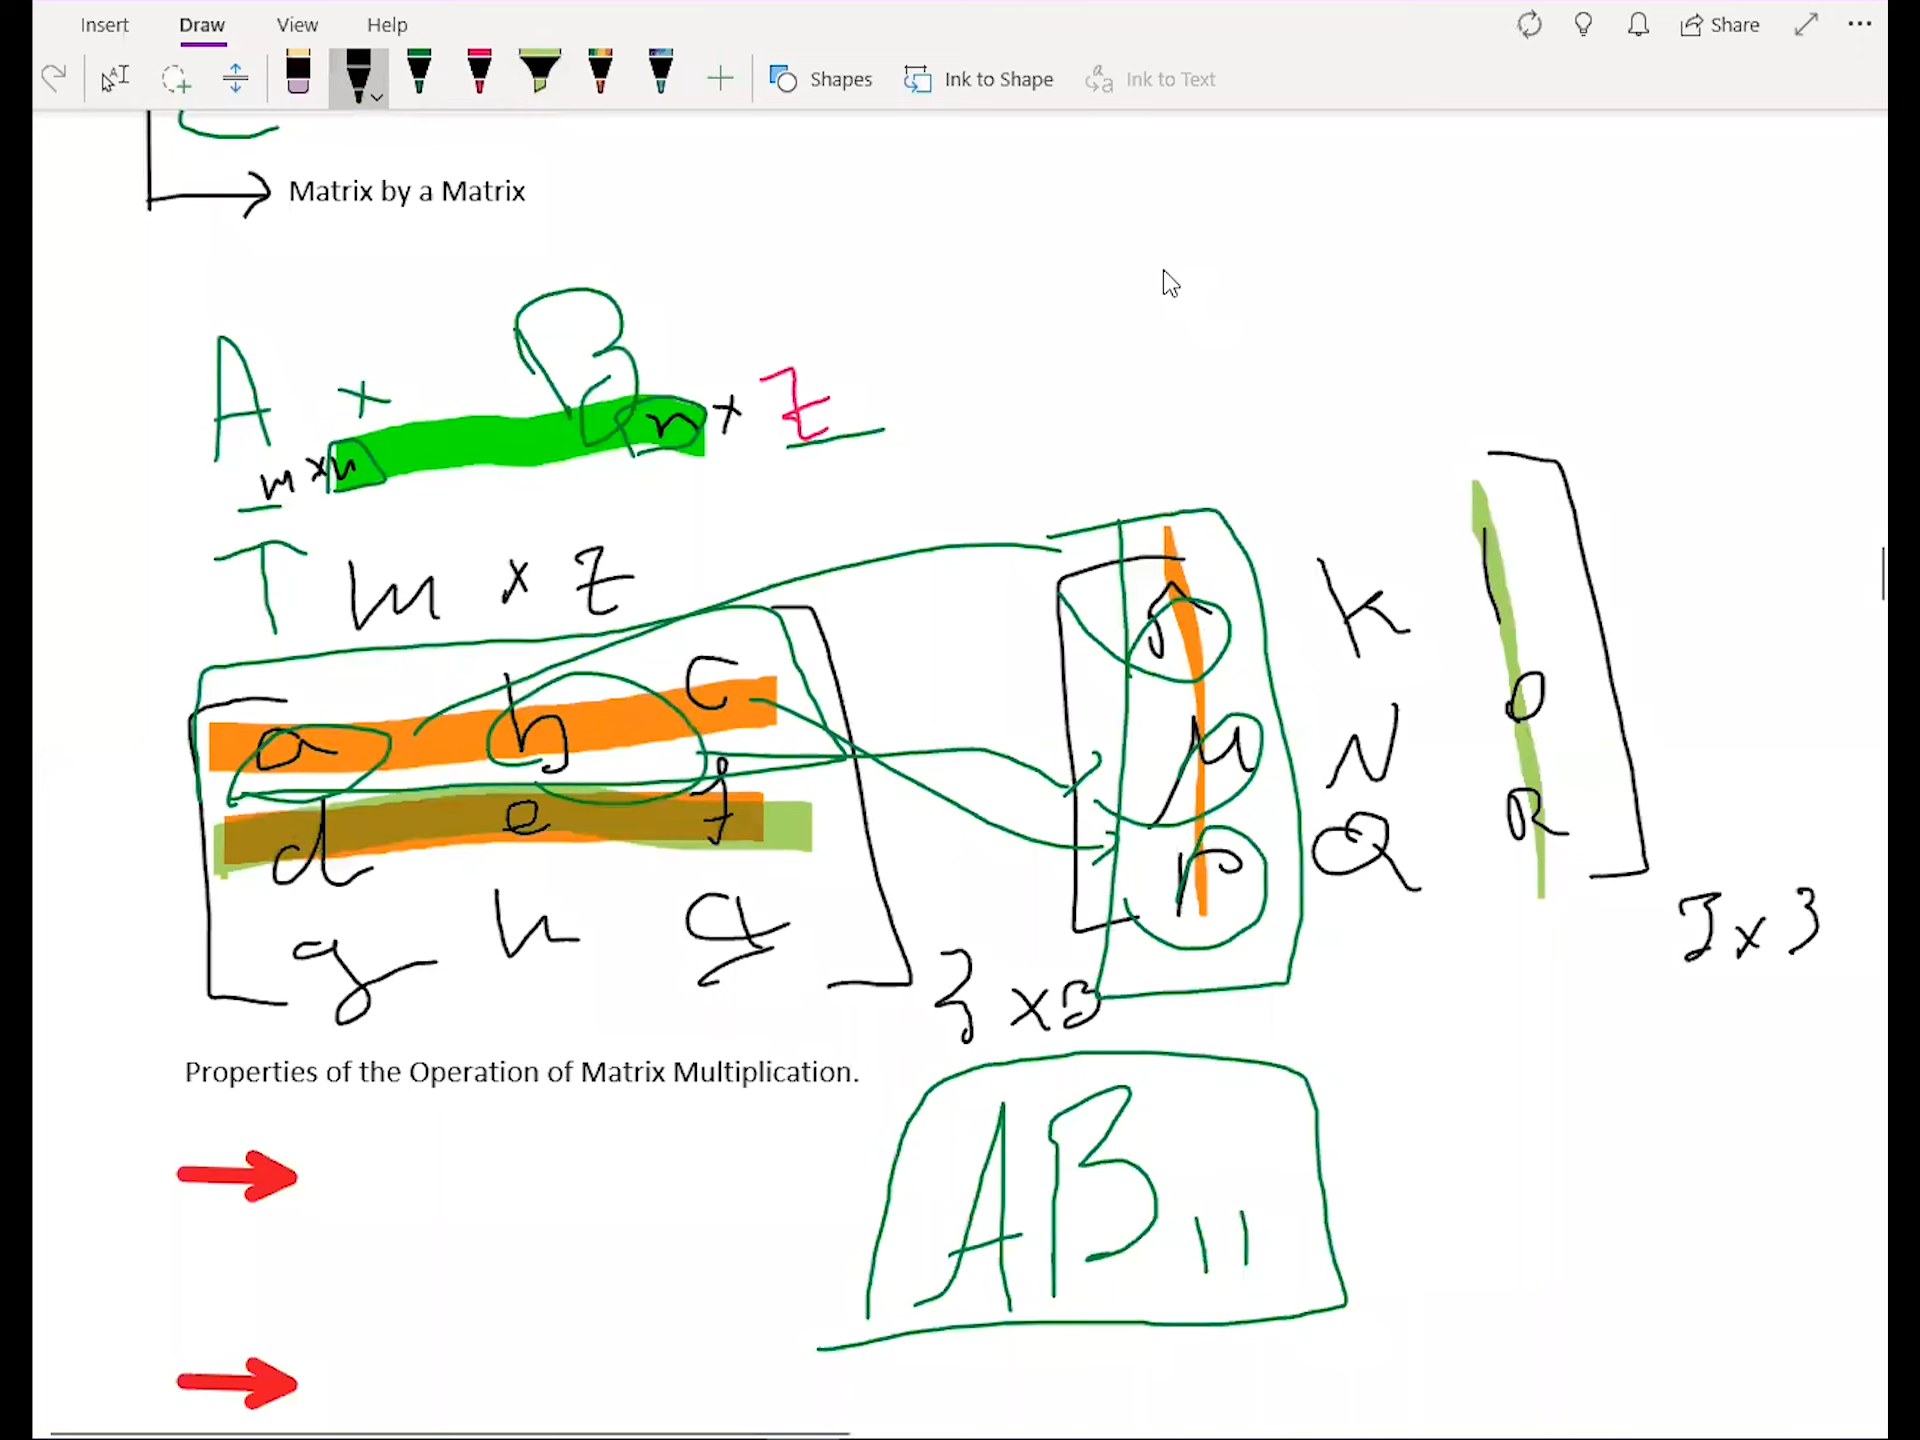 Insert Draw View Help Share
Shapes Ink to Shape Ink to Text
Matrix by a Matrix
A x B
m x n n x Z
T m x Z
a b c
d e f
g h
K
N O
P Q R
3 x 3
3 x 3
Properties of the Operation of Matrix Multiplication.
AB11